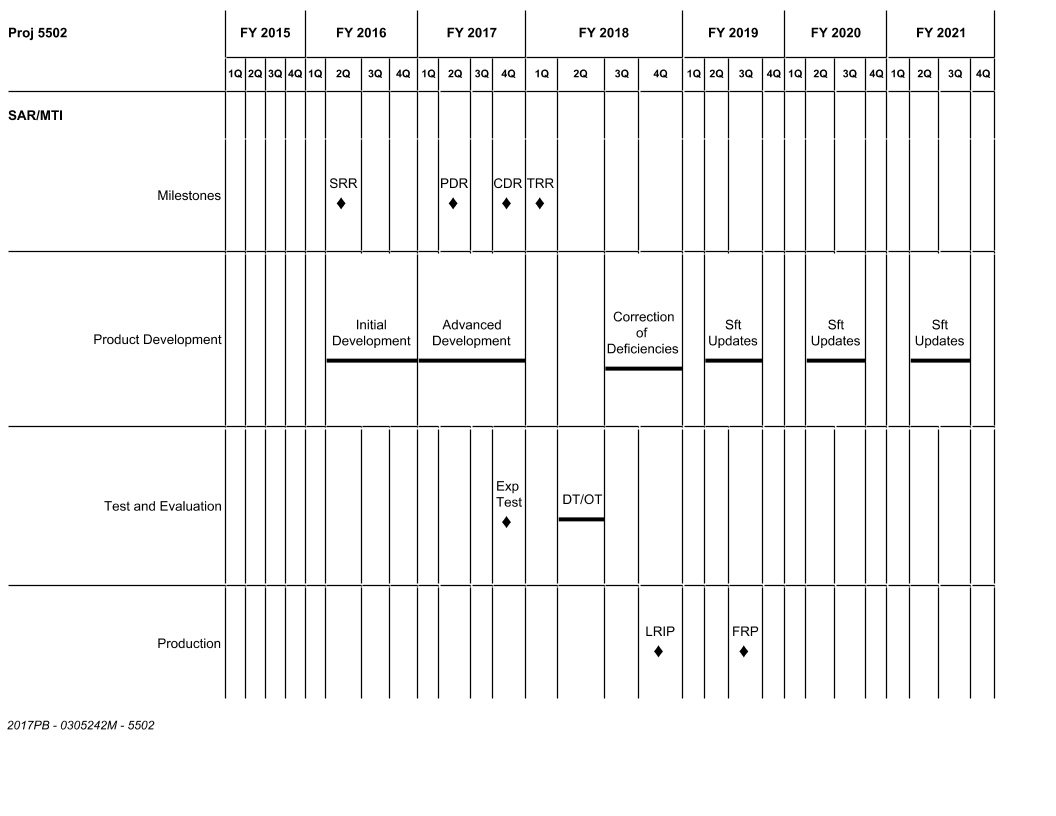 Proj 5502 FY 2015 FY 2016 FY 2017 FY 2018 FY 2019 FY 2020 FY 2021
1Q 2Q 3Q 4Q 1Q 2Q 3Q 4Q 1Q 2Q 3Q 4Q 1Q 2Q 3Q 4Q 1Q 2Q 3Q 4Q 1Q 2Q 3Q 4Q 1Q 2Q 3Q 4Q
SAR/MTI
Milestones
SRR
PDR
CDR
TRR
Product Development
Initial
Development
Advanced
Development
Correction
of
Deficiencies
Sft
Updates
Sft
Updates
Sft
Updates
Test and Evaluation
Exp
Test
DT/OT
Production
LRIP
FRP
2017PB - 0305242M - 5502